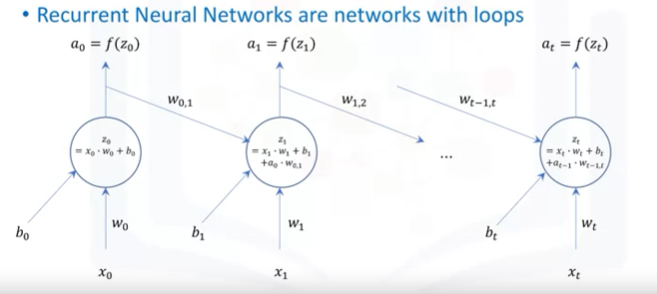 • Recurrent Neural Networks are networks with loops
a₀ = f(z₀)
a₁ = f(z₁)
aₜ = f(zₜ)
w₀,₁
w₁,₂
wₜ₋₁,ₜ
z₀
= x₀ · w₀ + b₀
z₁
= x₁ · w₁ + b₁
+a₀ · w₀,₁
...
zₜ
= xₜ · wₜ + bₜ
+aₜ₋₁ · wₜ₋₁,ₜ
b₀
w₀
b₁
w₁
bₜ
wₜ
x₀
x₁
xₜ